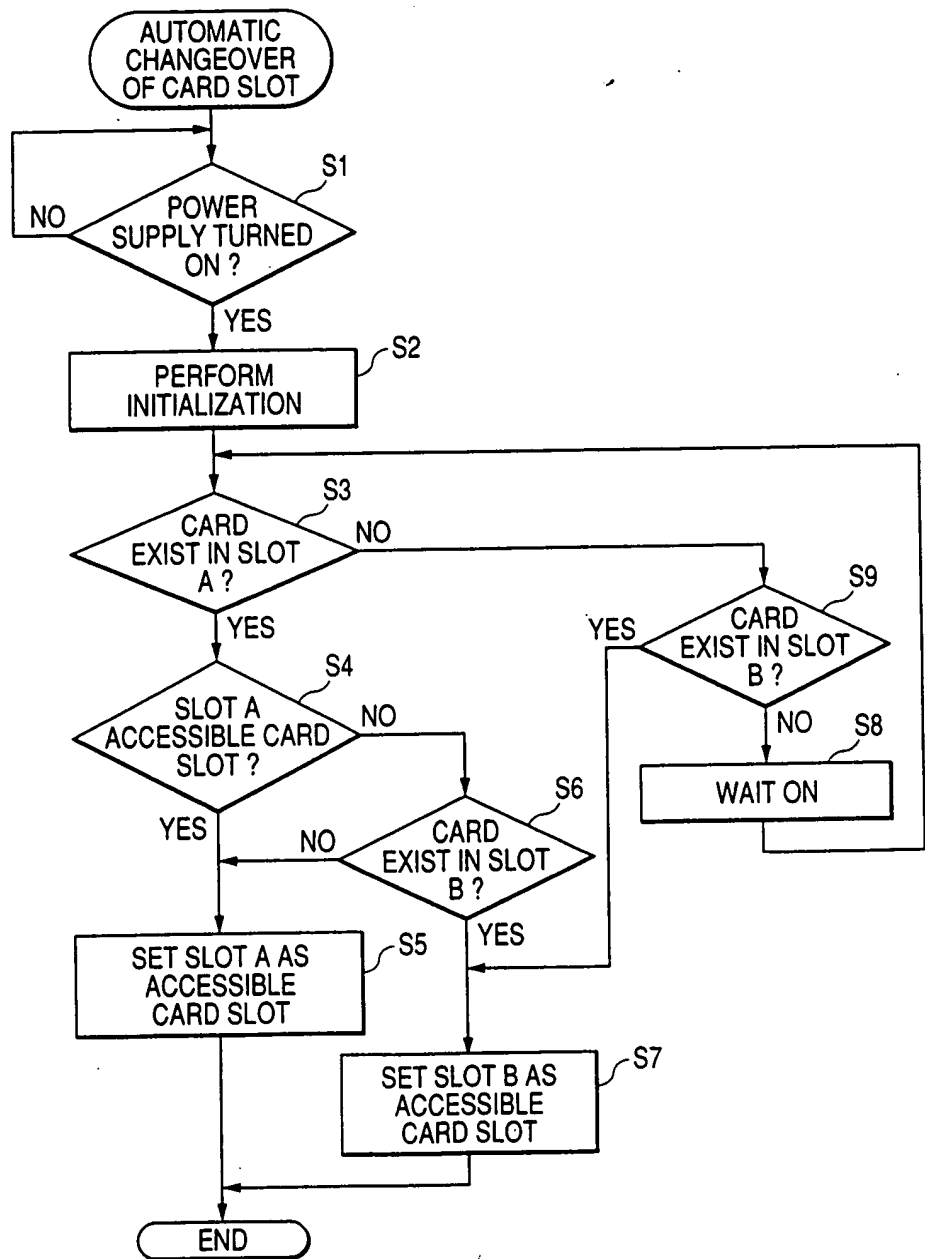 AUTOMATIC
CHANGEOVER
OF CARD SLOT
S1
NO
POWER
SUPPLY TURNED
ON ?
YES
S2
PERFORM
INITIALIZATION
S3
CARD
EXIST IN SLOT
A ?
NO
YES
S9
YES
CARD
EXIST IN SLOT
B ?
NO
S4
SLOT A
ACCESSIBLE CARD
SLOT ?
NO
YES
S8
WAIT ON
S6
NO
CARD
EXIST IN SLOT
B ?
YES
S5
SET SLOT A AS
ACCESSIBLE
CARD SLOT
S7
SET SLOT B AS
ACCESSIBLE
CARD SLOT
END